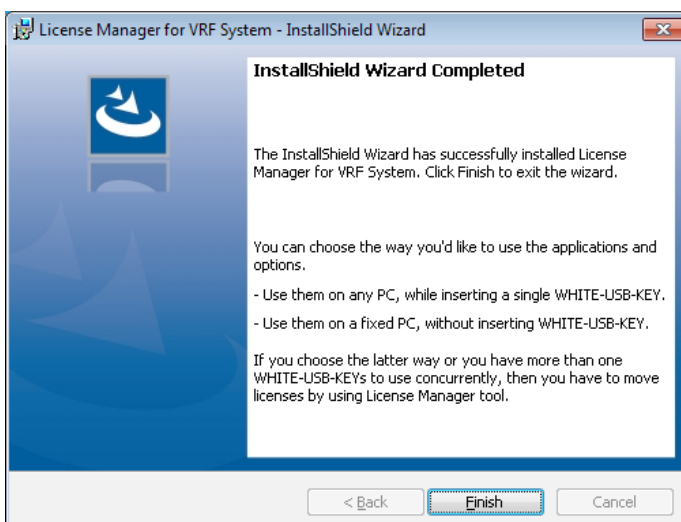 License Manager for VRF System - InstallShield Wizard
InstallShield Wizard Completed
The InstallShield Wizard has successfully installed License
Manager for VRF System. Click Finish to exit the wizard.
You can choose the way you'd like to use the applications and
options.
- Use them on any PC, while inserting a single WHITE-USB-KEY.
- Use them on a fixed PC, without inserting WHITE-USB-KEY.
If you choose the latter way or you have more than one
WHITE-USB-KEYs to use concurrently, then you have to move
licenses by using License Manager tool.
< Back Finish Cancel